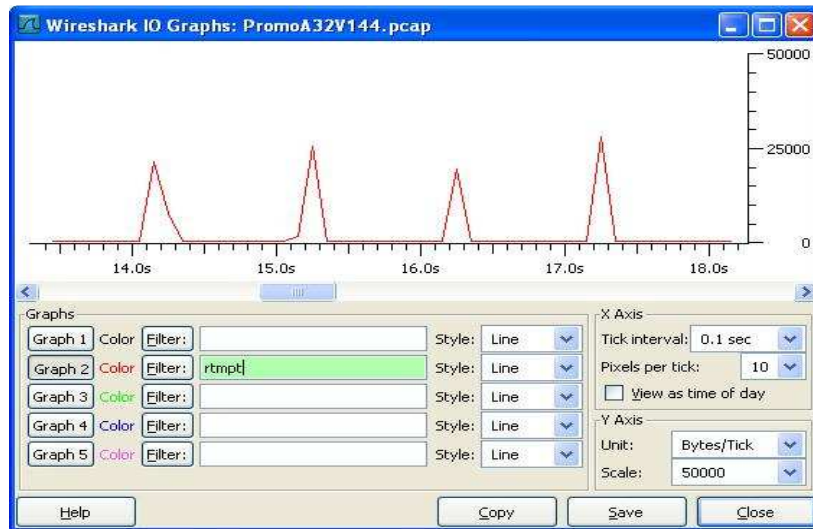 Wireshark IO Graphs: PromoA32V144.pcap
50000
25000
0
14.0s 15.0s 16.0s 17.0s 18.0s
Graphs
Graph 1 Color Filter: Style: Line
Graph 2 Color Filter: rtmpt Style: Line
Graph 3 Color Filter: Style: Line
Graph 4 Color Filter: Style: Line
Graph 5 Color Filter: Style: Line
X Axis
Tick interval: 0.1 sec
Pixels per tick: 10
View as time of day
Y Axis
Unit: Bytes/Tick
Scale: 50000
Help Copy Save Close